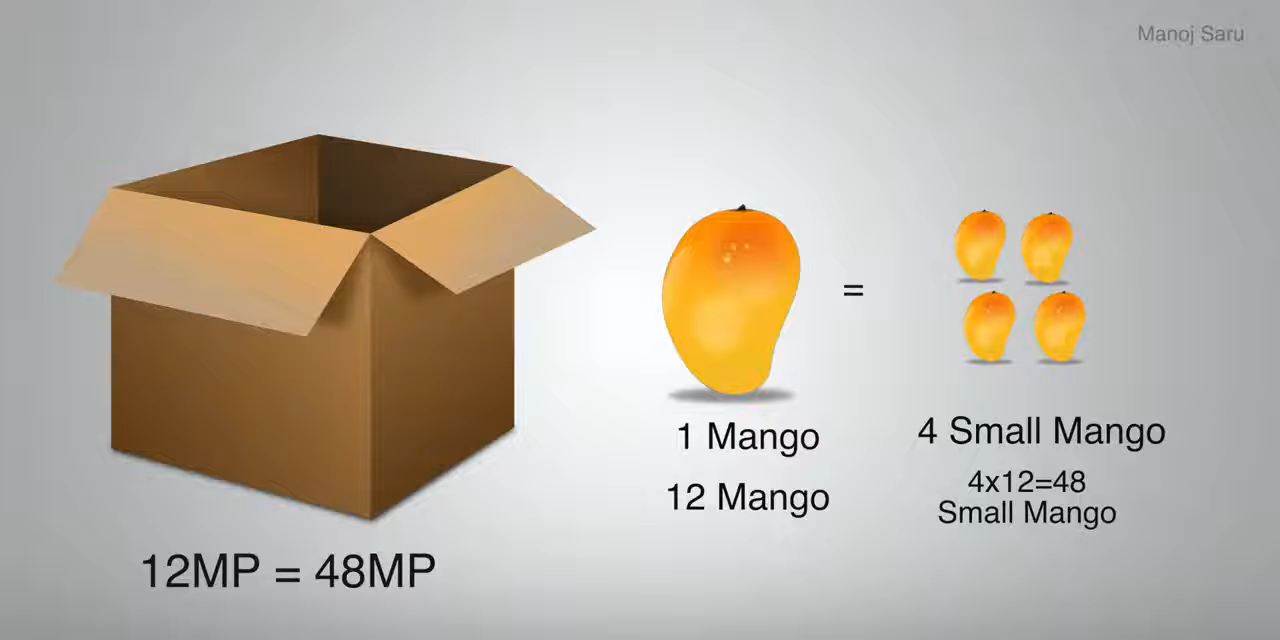 Manoj Saru
1 Mango
12 Mango
=
4 Small Mango
4x12=48
Small Mango
12MP = 48MP